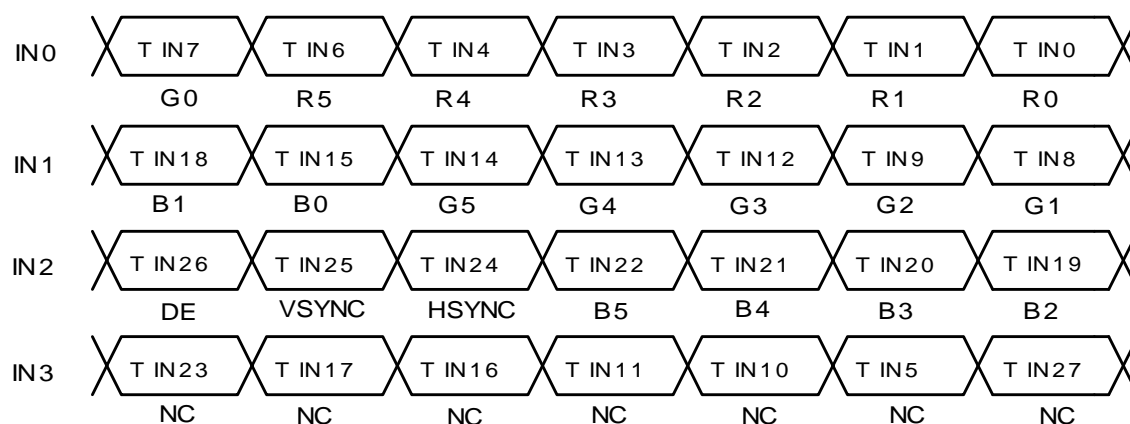 IN0 T IN7 T IN6 T IN4 T IN3 T IN2 T IN1 T IN0
G0 R5 R4 R3 R2 R1 R0
IN1 T IN18 T IN15 T IN14 T IN13 T IN12 T IN9 T IN8
B1 B0 G5 G4 G3 G2 G1
IN2 T IN26 T IN25 T IN24 T IN22 T IN21 T IN20 T IN19
DE VSYNC HSYNC B5 B4 B3 B2
IN3 T IN23 T IN17 T IN16 T IN11 T IN10 T IN5 T IN27
NC NC NC NC NC NC NC